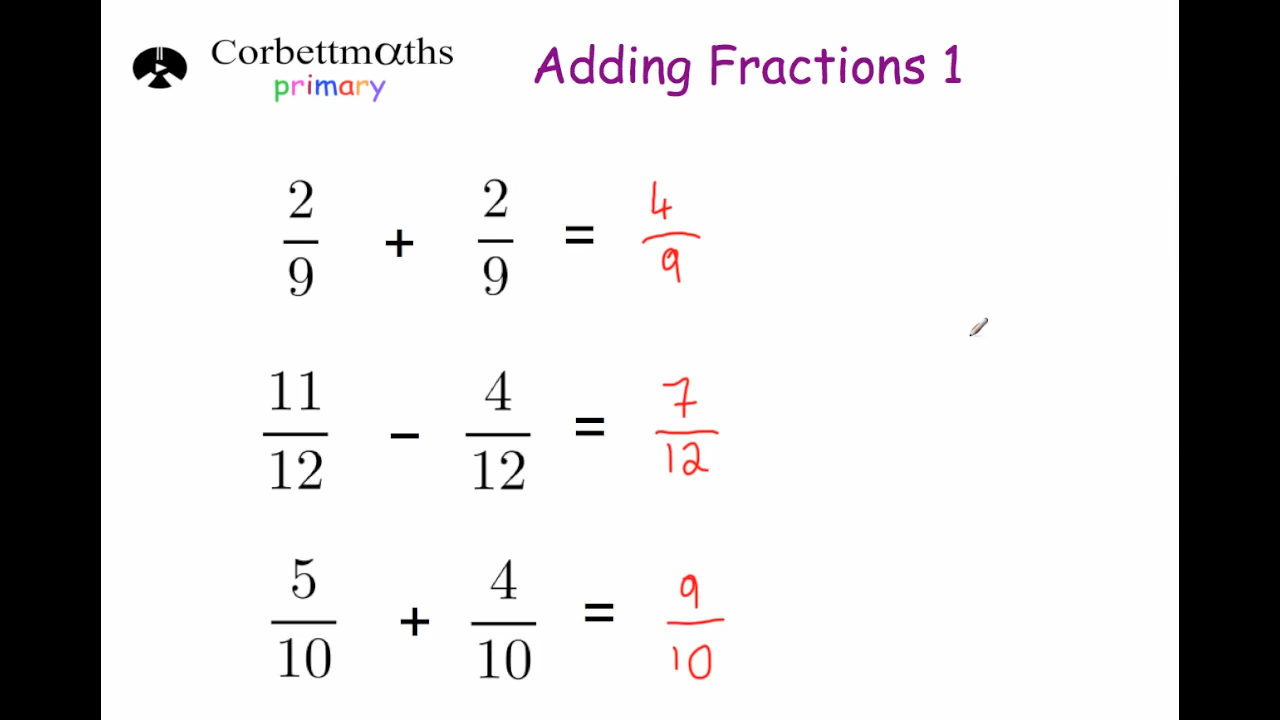 Corbettmαths
primary
Adding Fractions 1
2/9 + 2/9 = 4/9
11/12 - 4/12 = 7/12
5/10 + 4/10 = 9/10